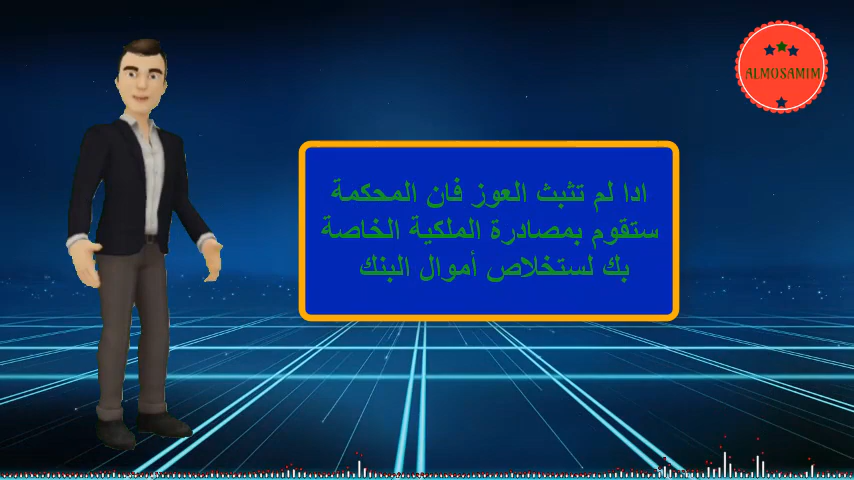 ALMOSAMIM
ادا لم تثبث العوز فان المحكمة
ستقوم بمصادرة الملكية الخاصة
بك لستخلاص أموال البنك